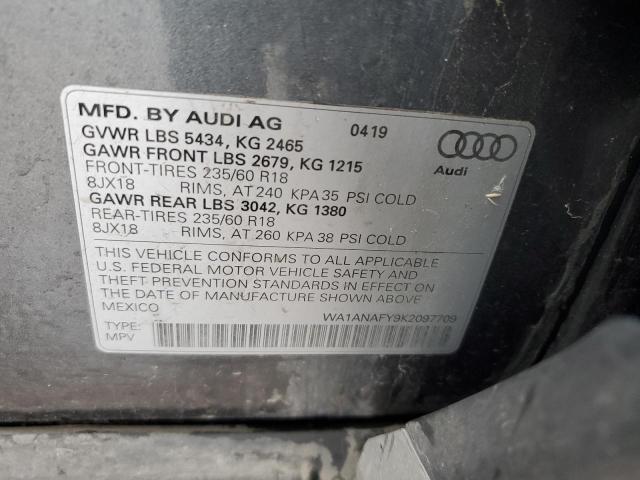 MFD. BY AUDI AG 0419
GVWR LBS 5434, KG 2465
GAWR FRONT LBS 2679, KG 1215
FRONT-TIRES 235/60 R18
8JX18 RIMS, AT 240 KPA 35 PSI COLD
GAWR REAR LBS 3042, KG 1380
REAR-TIRES 235/60 R18
8JX18 RIMS, AT 260 KPA 38 PSI COLD
Audi
THIS VEHICLE CONFORMS TO ALL APPLICABLE
U.S. FEDERAL MOTOR VEHICLE SAFETY AND
THEFT PREVENTION STANDARDS IN EFFECT ON
THE DATE OF MANUFACTURE SHOWN ABOVE
MEXICO
WA1ANAFY9K2097709
TYPE:
MPV